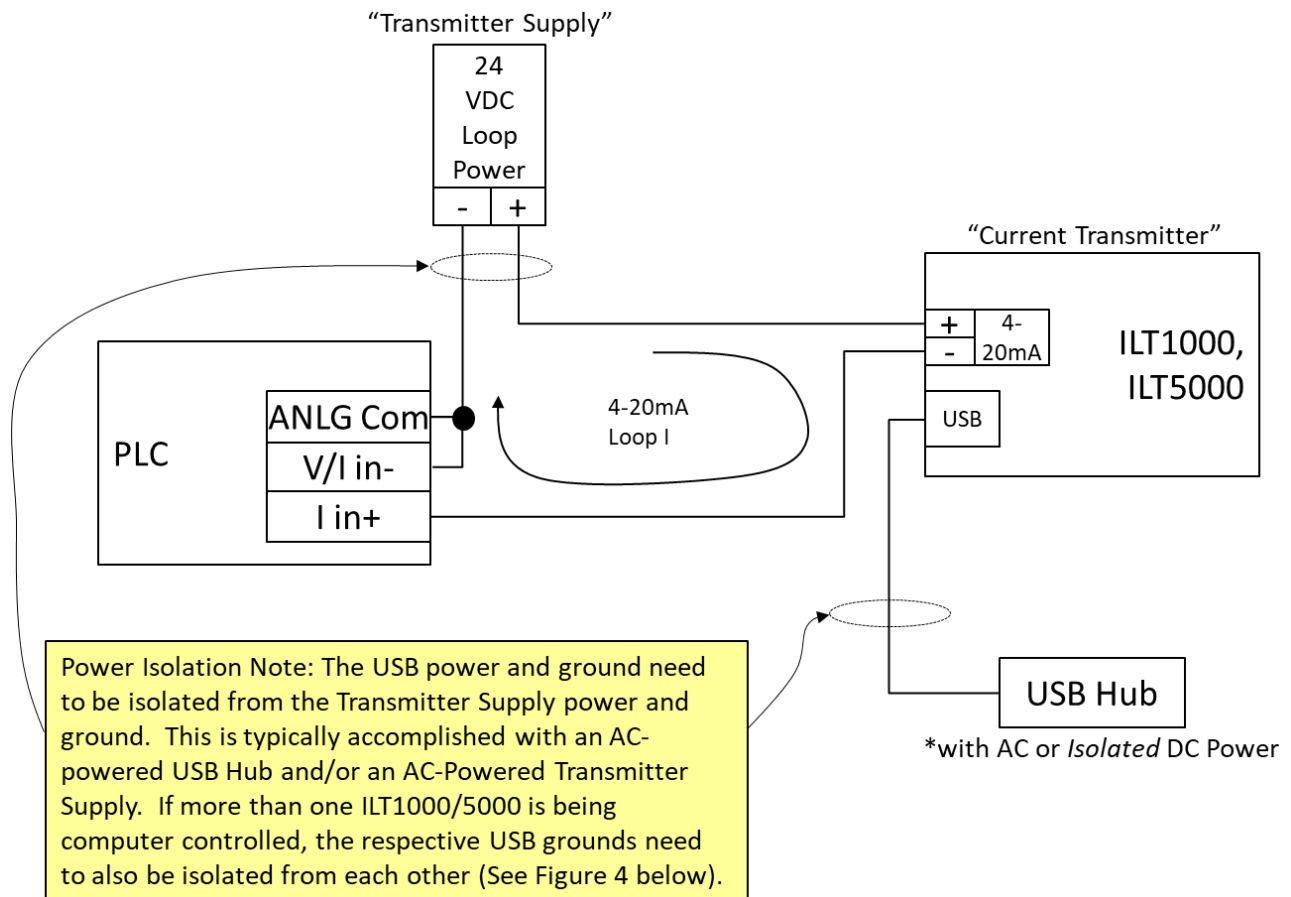 “Transmitter Supply”
24
VDC
Loop
Power
-
+
“Current Transmitter”
+
-
4-
20mA
ILT1000,
ILT5000
USB
PLC
ANLG Com
V/I in-
I in+
4-20mA
Loop I
Power Isolation Note: The USB power and ground need
to be isolated from the Transmitter Supply power and
ground. This is typically accomplished with an AC-
powered USB Hub and/or an AC-Powered Transmitter
Supply. If more than one ILT1000/5000 is being
computer controlled, the respective USB grounds need
to also be isolated from each other (See Figure 4 below).
USB Hub
*with AC or Isolated DC Power